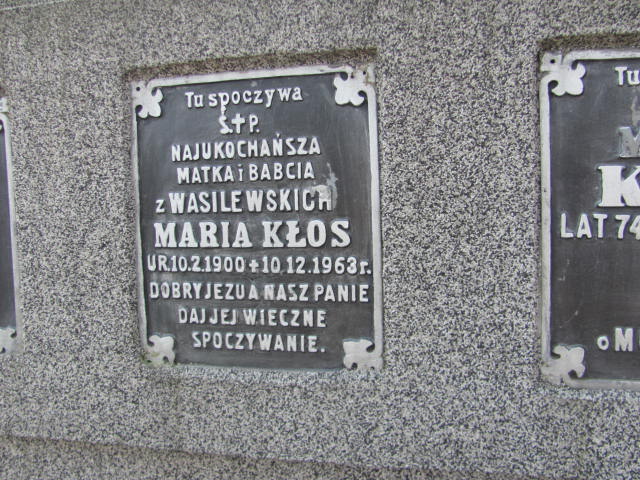 Tu spoczywa
Ś.✝P.
NAJUKOCHAŃSZA
MATKA i BABCIA
z WASILEWSKICH
MARIA KŁOS
UR.10.2.1900 + 10.12.1963 r.
DOBRY JEZU A NASZ PANIE
DAJ JEJ WIECZNE
SPOCZYWANIE.
Tu
LAT 74